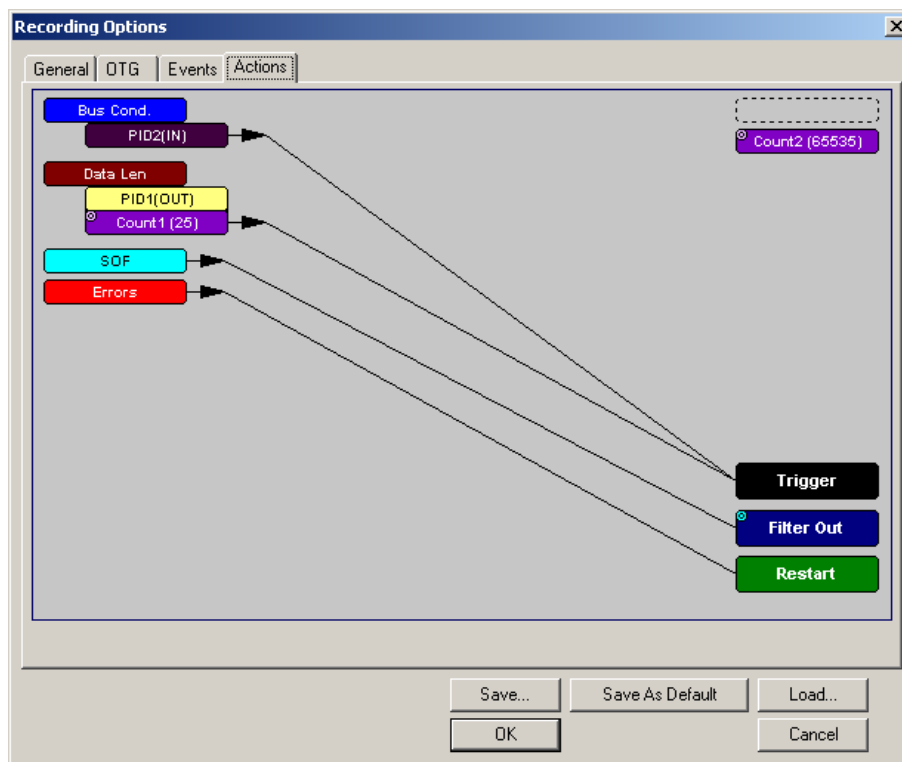 Recording Options
General OTG Events Actions
Bus Cond.
PID2(IN)
Count2 (65535)
Data Len
PID1(OUT)
Count1 (25)
SOF
Errors
Trigger
Filter Out
Restart
Save... Save As Default Load...
OK Cancel